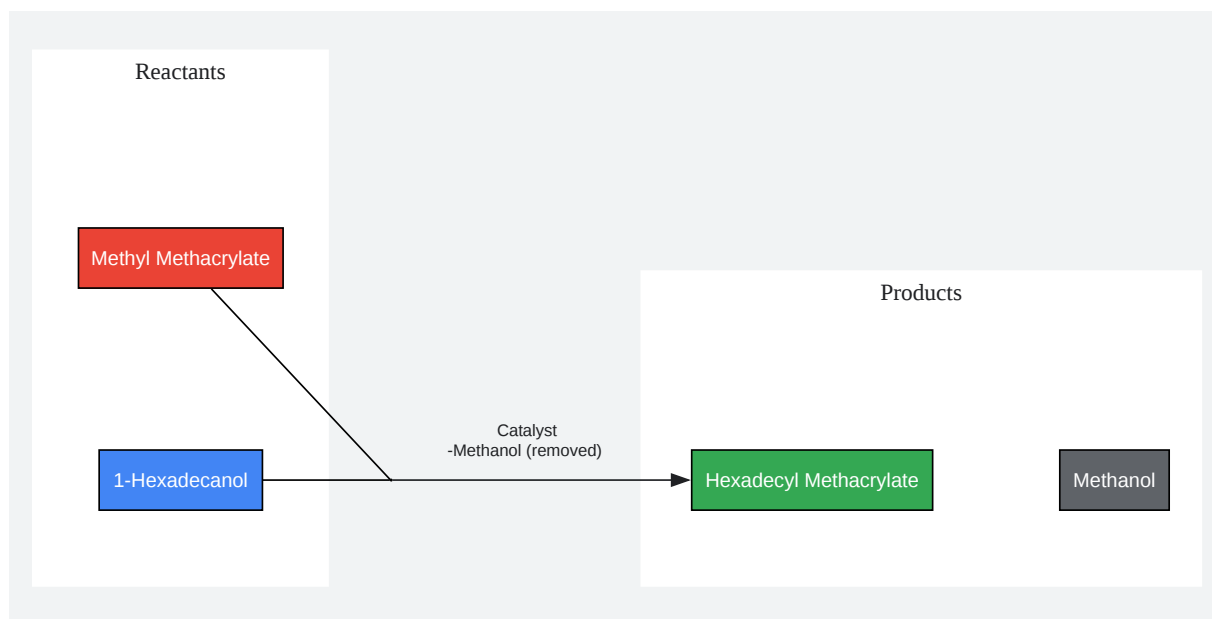 Reactants
Methyl Methacrylate
1-Hexadecanol
Catalyst
-Methanol (removed)
Products
Hexadecyl Methacrylate
Methanol